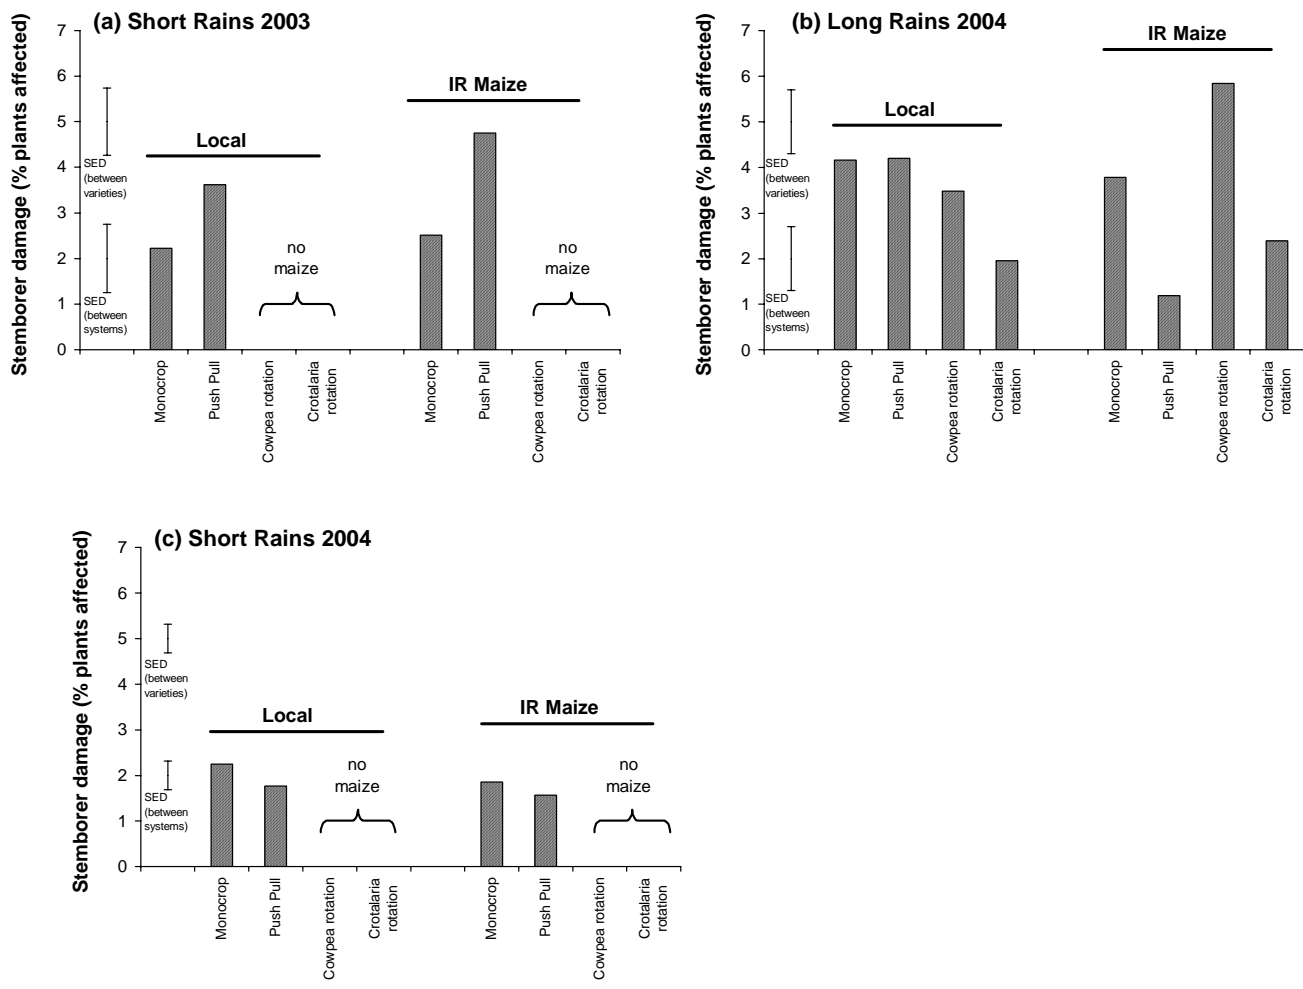 (a) Short Rains 2003
Stemborer damage (% plants affected)
7
6
5
4
3
2
1
0
SED
(between
varieties)
SED
(between
systems)
Local
IR Maize
no
maize
no
maize
Monocrop
Push Pull
Cowpea rotation
Crotalaria
rotation
Monocrop
Push Pull
Cowpea rotation
Crotalaria
rotation
(b) Long Rains 2004
Stemborer damage (% plants affected)
7
6
5
4
3
2
1
0
SED
(between
varieties)
SED
(between
systems)
Local
IR Maize
Monocrop
Push Pull
Cowpea rotation
Crotalaria
rotation
Monocrop
Push Pull
Cowpea rotation
Crotalaria
rotation
(c) Short Rains 2004
Stemborer damage (% plants affected)
7
6
5
4
3
2
1
0
SED
(between
varieties)
SED
(between
systems)
Local
IR Maize
no
maize
no
maize
Monocrop
Push Pull
Cowpea rotation
Crotalaria
rotation
Monocrop
Push Pull
Cowpea rotation
Crotalaria
rotation